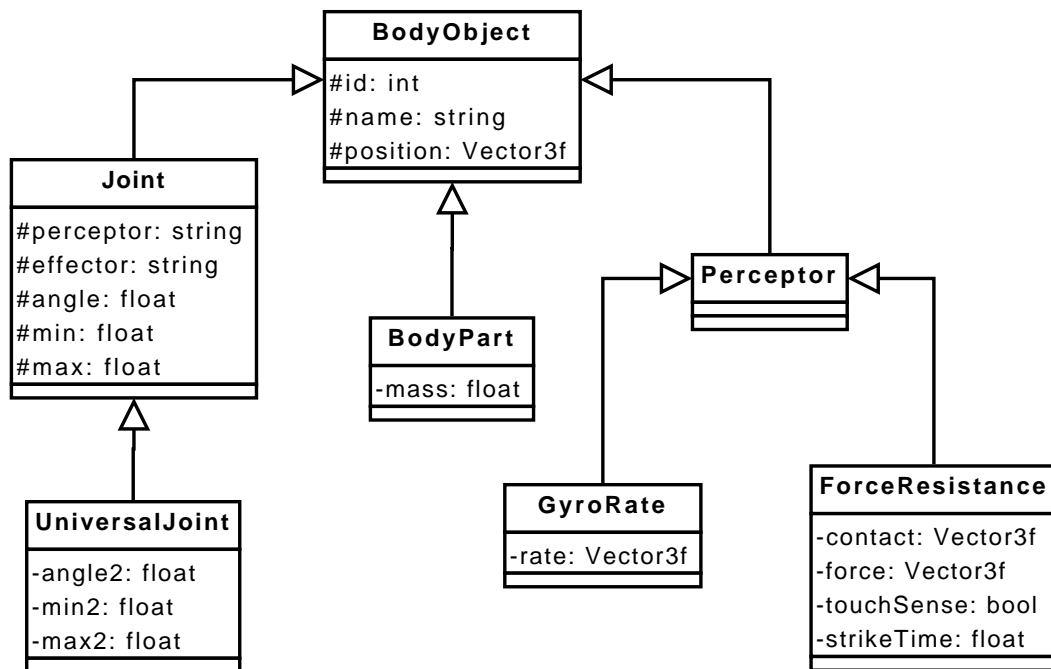 BodyObject
#id: int
#name: string
#position: Vector3f
Joint
#perceptor: string
#effector: string
#angle: float
#min: float
#max: float
Perceptor
BodyPart
-mass: float
UniversalJoint
-angle2: float
-min2: float
-max2: float
GyroRate
-rate: Vector3f
ForceResistance
-contact: Vector3f
-force: Vector3f
-touchSense: bool
-strikeTime: float